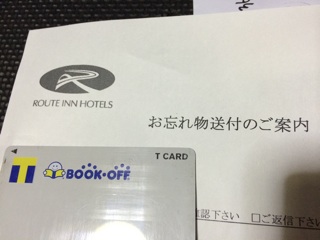 ROUTE INN HOTELS
お忘れ物送付のご案内
T CARD
T BOOK·OFF
確認下さい □ご返信下さい